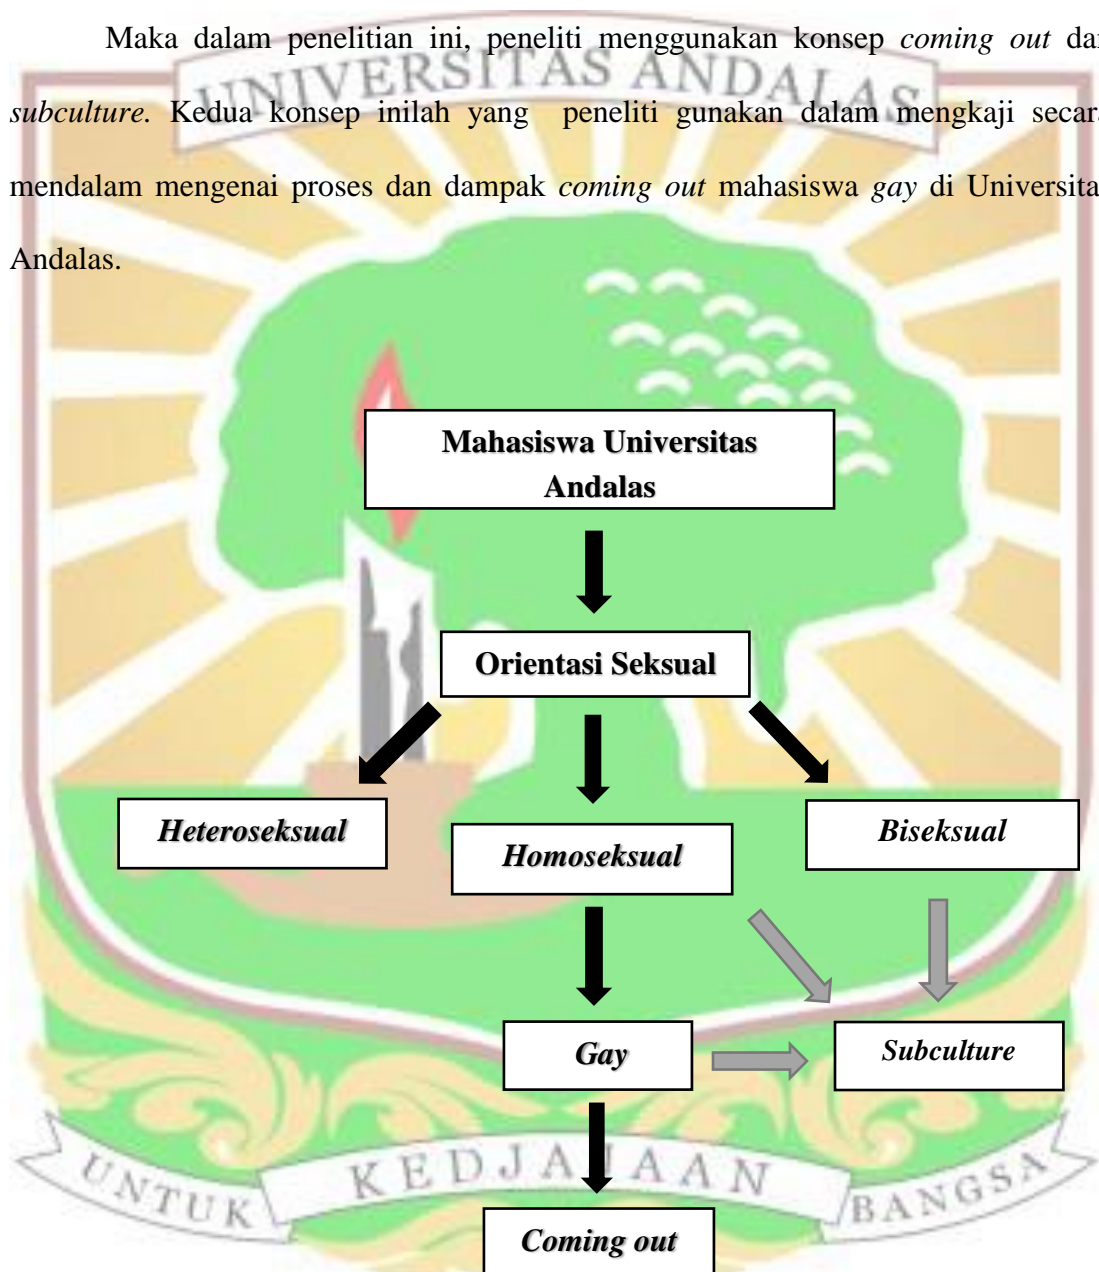 Maka dalam penelitian ini, peneliti menggunakan konsep coming out dan
UNIVERSITAS ANDALAS
subculture. Kedua konsep inilah yang peneliti gunakan dalam mengkaji secara
mendalam mengenai proses dan dampak coming out mahasiswa gay di Universita
Andalas.
Mahasiswa Universitas
Andalas
Orientasi Seksual
Heteroseksual
Homoseksual
Biseksual
Gay
Subculture
UNTUK KEDJAJAAN BANGSA
Coming out